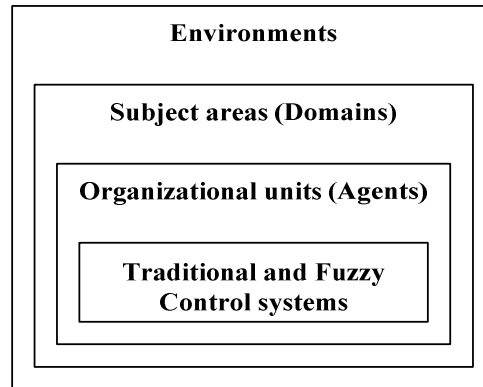 Environments
Subject areas (Domains)
Organizational units (Agents)
Traditional and Fuzzy
Control systems